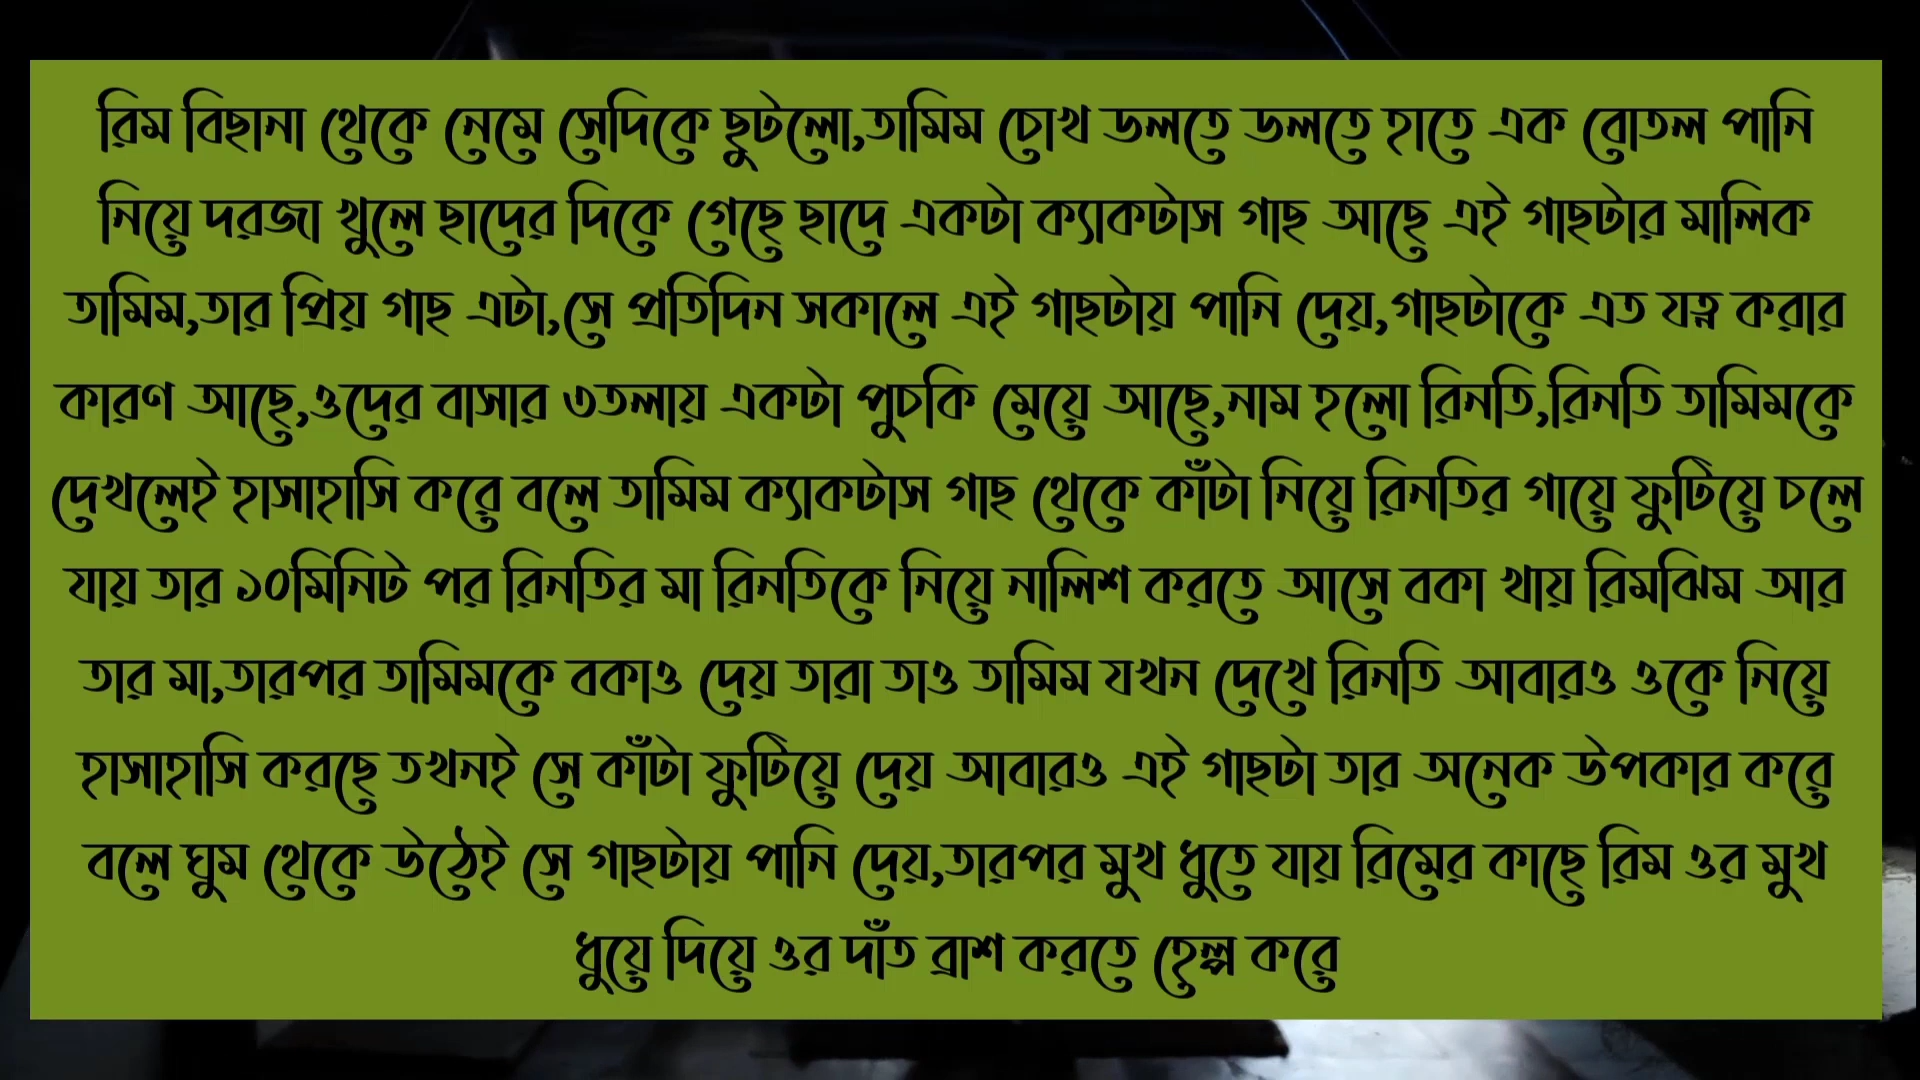 রিম বিছানা থেকে নেমে সেদিকে ছুটলো,তামিম চোখ ডলতে ডলতে হাতে এক বোতল পানি
নিয়ে দরজা খুলে ছাদের দিকে গেছে ছাদে একটা ক্যাকটাস গাছ আছে এই গাছটার মালিক
তামিম,তার প্রিয় গাছ এটা,সে প্রতিদিন সকালে এই গাছটায় পানি দেয়,গাছটাকে এত যত্ন করার
কারণ আছে,ওদের বাসার ৩তলায় একটা পুচকি মেয়ে আছে,নাম হলো রিনতি,রিনতি তামিমকে
দেখলেই হাসাহাসি করে বলে তামিম ক্যাকটাস গাছ থেকে কাঁটা নিয়ে রিনতির গায়ে ফুটিয়ে চলে
যায় তার ১০মিনিট পর রিনতির মা রিনতিকে নিয়ে নালিশ করতে আসে বকা খায় রিমঝিম আর
তার মা,তারপর তামিমকে বকাও দেয় তারা তাও তামিম যখন দেখে রিনতি আবারও ওকে নিয়ে
হাসাহাসি করছে তখনই সে কাঁটা ফুটিয়ে দেয় আবারও এই গাছটা তার অনেক উপকার করে
বলে ঘুম থেকে উঠেই সে গাছটায় পানি দেয়,তারপর মুখ ধুতে যায় রিমের কাছে রিম ওর মুখ
ধুয়ে দিয়ে ওর দাঁত ব্রাশ করতে হেল্প করে